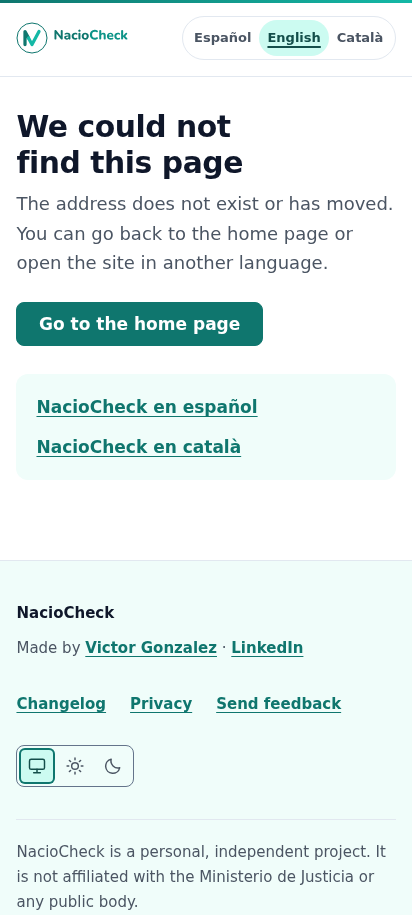 NacioCheck
Español English Català
We could not
find this page
The address does not exist or has moved.
You can go back to the home page or
open the site in another language.
Go to the home page
NacioCheck en español
NacioCheck en català
NacioCheck
Made by Victor Gonzalez · LinkedIn
Changelog Privacy Send feedback
NacioCheck is a personal, independent project. It
is not affiliated with the Ministerio de Justicia or
any public body.